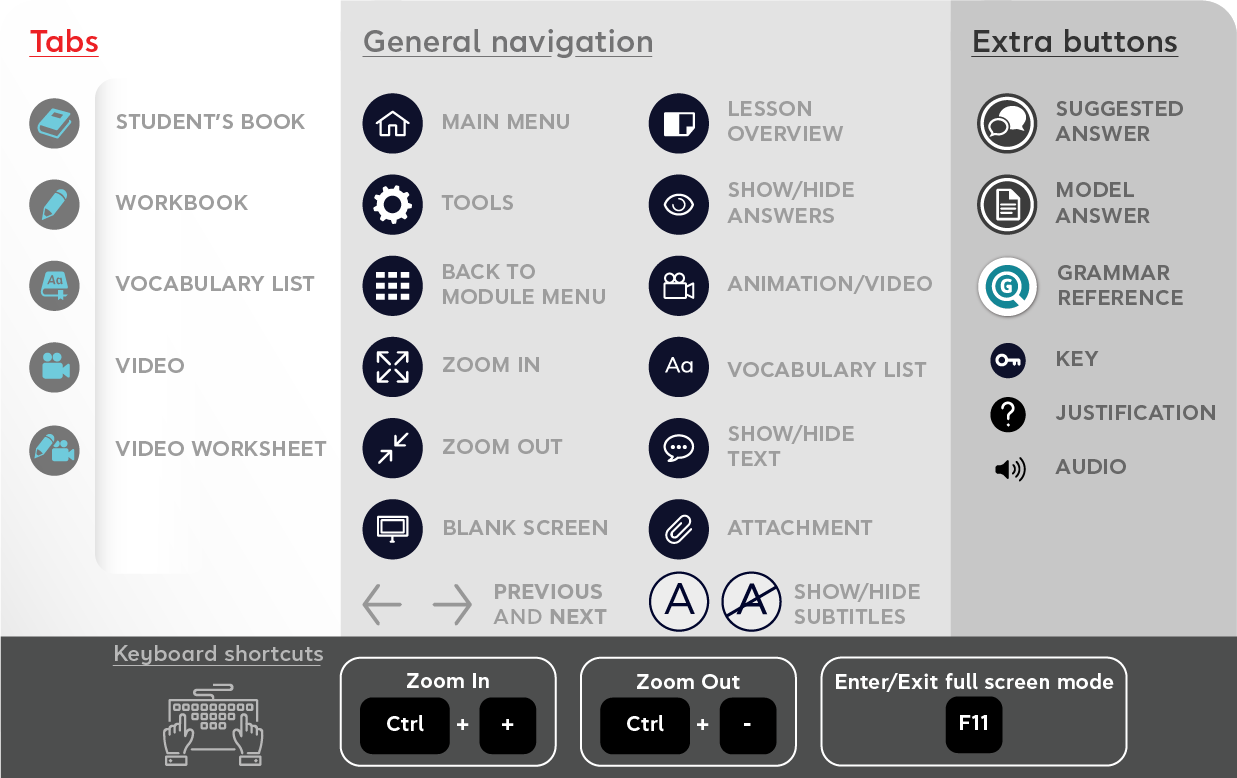 Tabs
STUDENT’S BOOK
WORKBOOK
Aa
VOCABULARY LIST
VIDEO
VIDEO WORKSHEET
General navigation
MAIN MENU
TOOLS
BACK TO
MODULE MENU
ZOOM IN
ZOOM OUT
BLANK SCREEN
PREVIOUS
AND NEXT
LESSON
OVERVIEW
SHOW/HIDE
ANSWERS
ANIMATION/VIDEO
Aa
VOCABULARY LIST
SHOW/HIDE
TEXT
ATTACHMENT
A A
SHOW/HIDE
SUBTITLES
Extra buttons
SUGGESTED
ANSWER
MODEL
ANSWER
G
GRAMMAR
REFERENCE
KEY
?
JUSTIFICATION
AUDIO
Keyboard shortcuts
Zoom In
Ctrl + +
Zoom Out
Ctrl + -
Enter/Exit full screen mode
F11